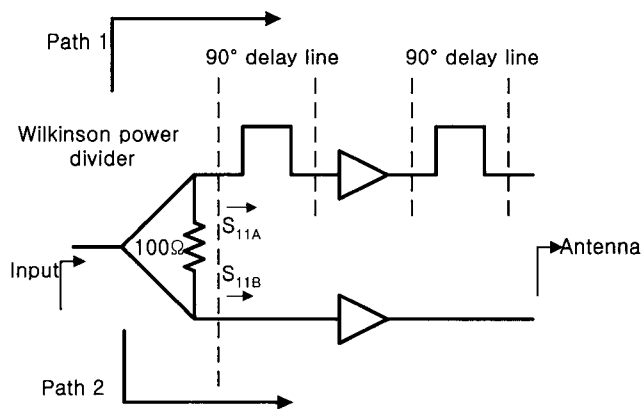 Path 1
90° delay line
90° delay line
Wilkinson power
divider
100Ω
S11A
S11B
Input
Antenna
Path 2